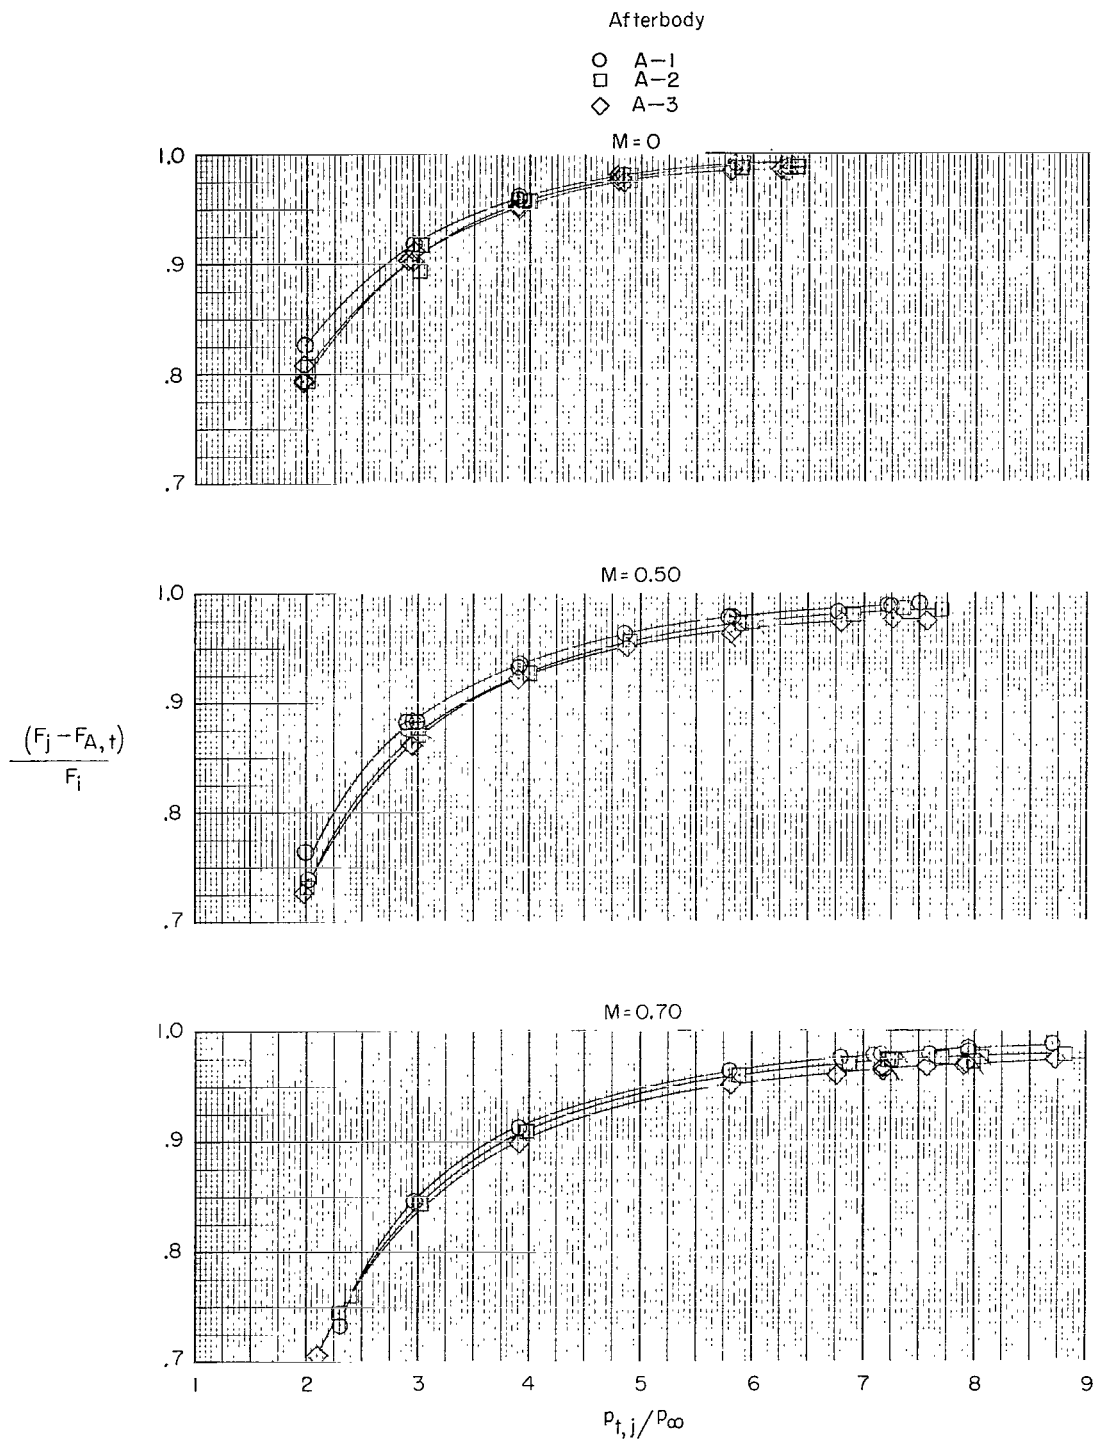 Afterbody
○ A-1
□ A-2
◇ A-3
M = 0
1.0
.9
.8
.7
M = 0.50
1.0
.9
.8
.7
(Fj - FA,t)
Fi
M = 0.70
1.0
.9
.8
.7
1 2 3 4 5 6 7 8 9
pt,j/p∞